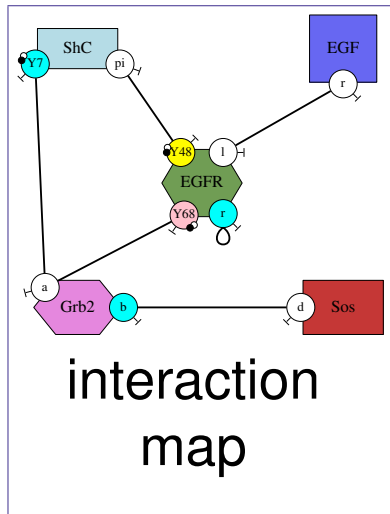 ShC
EGF
Y7
pi
r
Y48
l
EGFR
Y68
r
a
Grb2
b
d
Sos
interaction
map